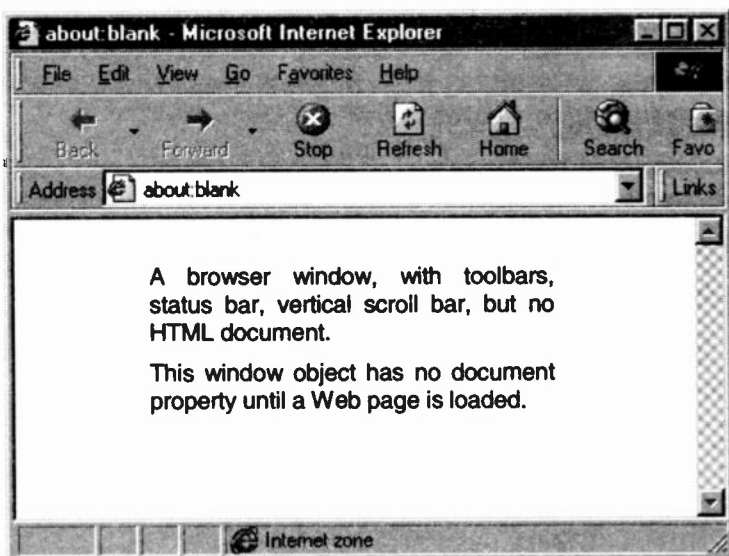 about:blank - Microsoft Internet Explorer
File Edit View Go Favorites Help
Back Forward Stop Refresh Home Search Favo
Address about:blank Links
A browser window, with toolbars,
status bar, vertical scroll bar, but no
HTML document.
This window object has no document
property until a Web page is loaded.
Internet zone